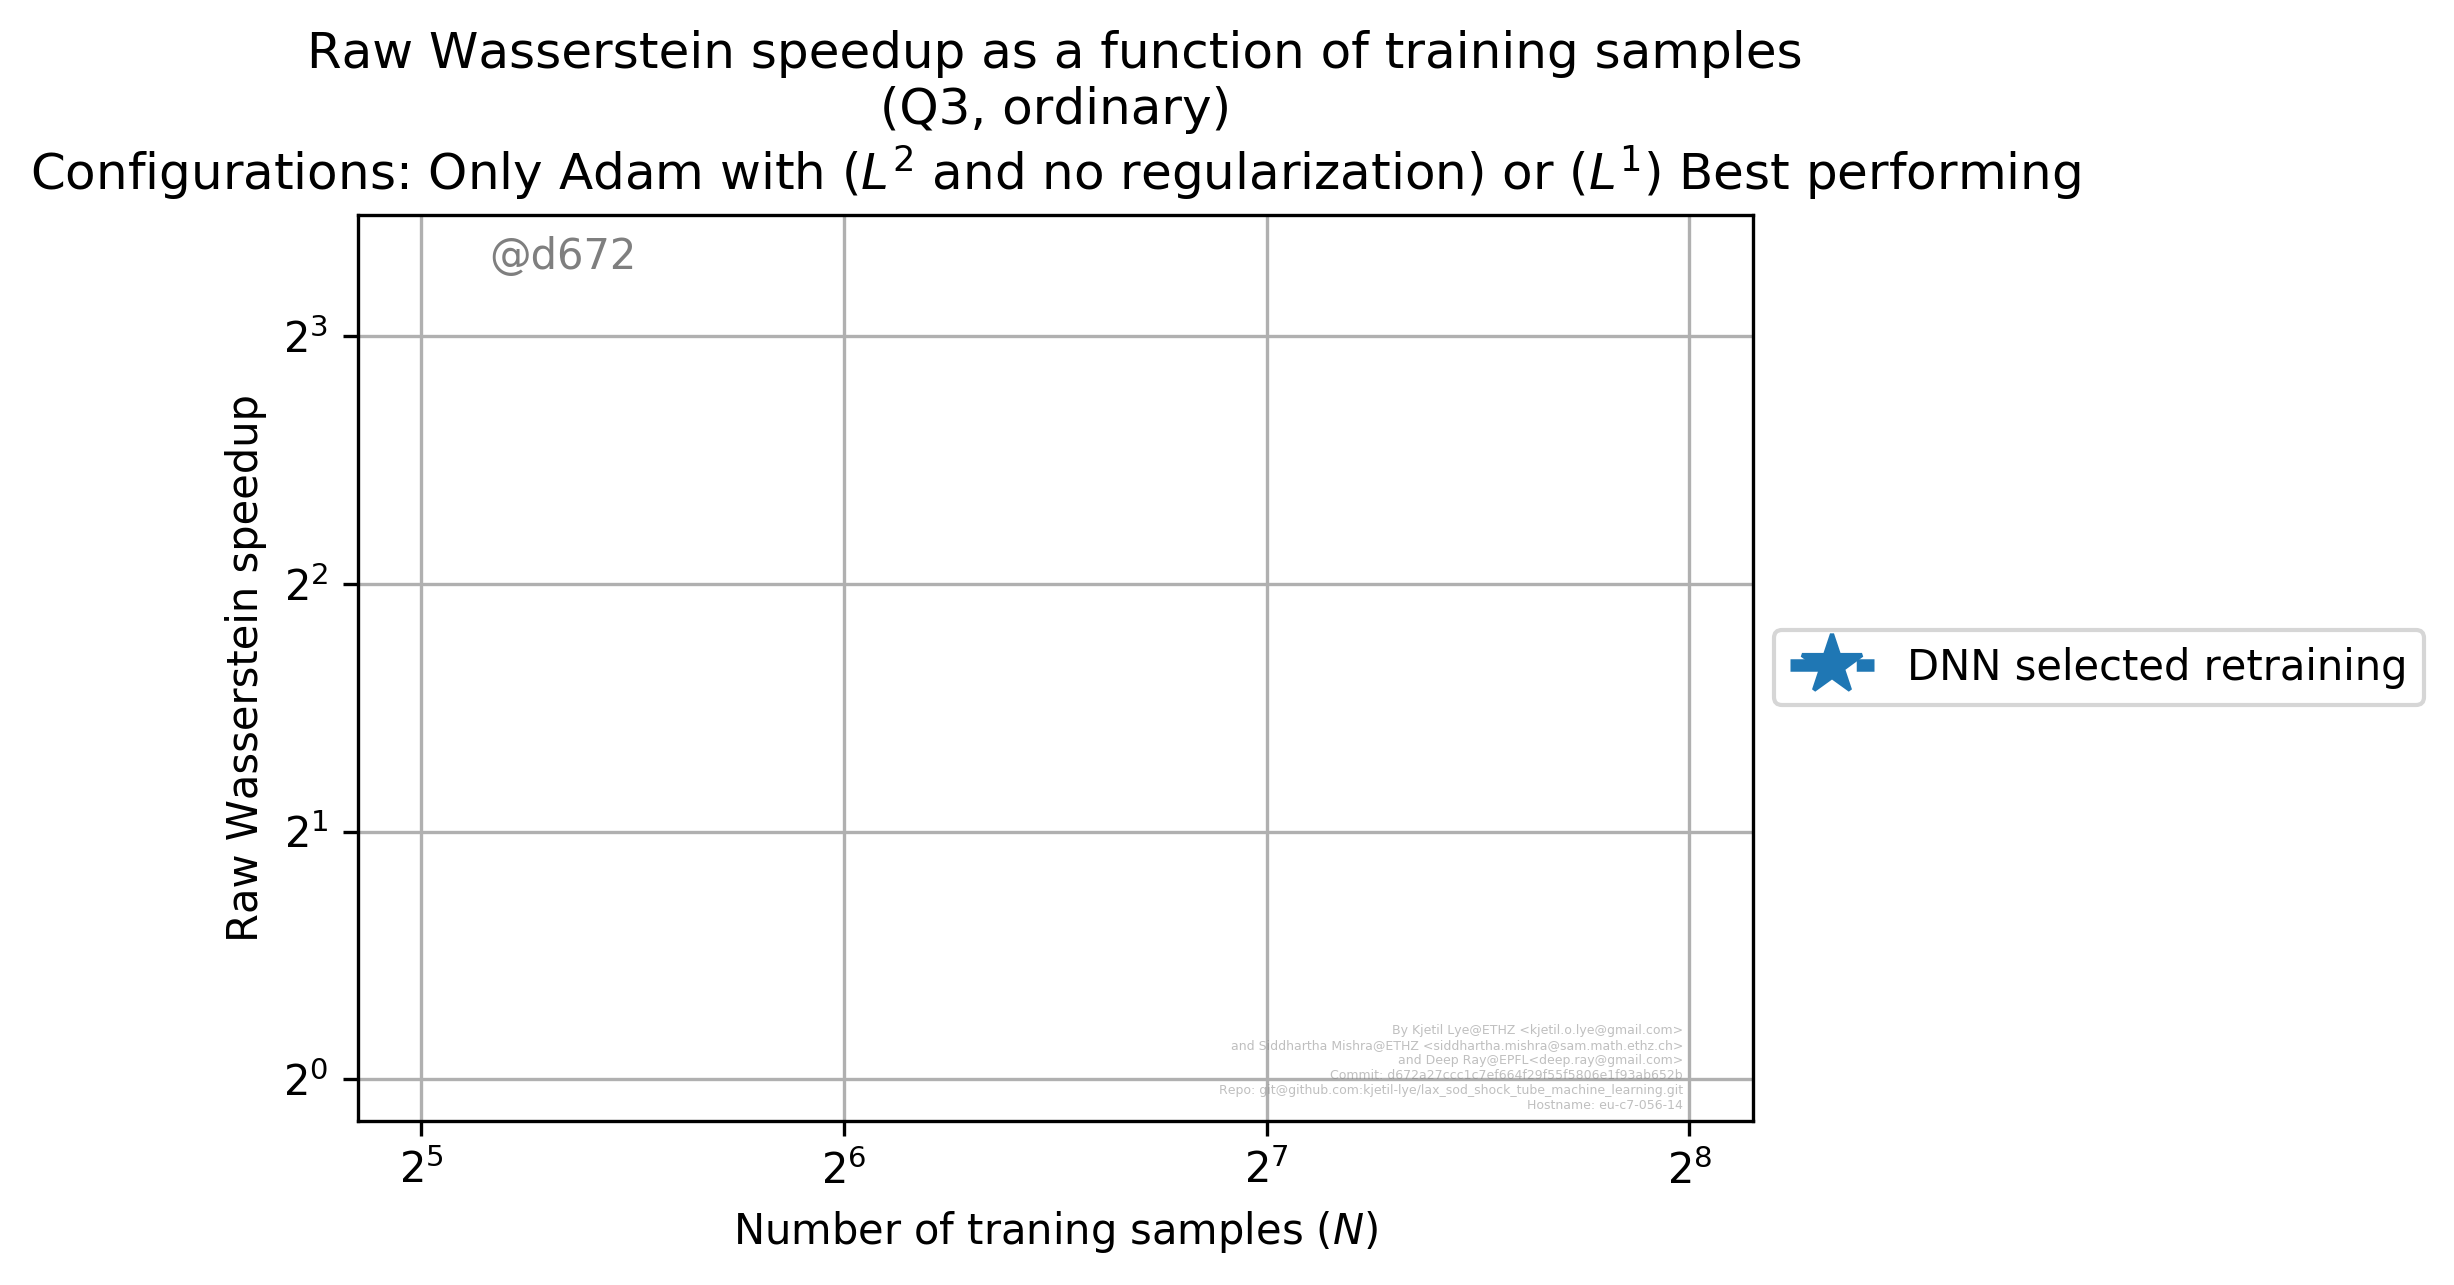 Raw Wasserstein speedup as a function of training samples
(Q3, ordinary)
Configurations: Only Adam with (L² and no regularization) or (L¹) Best performing
@d672
2³
2²
2¹
2⁰
Raw Wasserstein speedup
DNN selected retraining
By Kjetil Lye@ETHZ <kjetil.o.lye@gmail.com>
and Siddhartha Mishra@ETHZ <siddhartha.mishra@sam.math.ethz.ch>
and Deep Ray@EPFL<deep.ray@gmail.com>
Commit: d672a27ccc1c7ef664f29f55f5806e1f93ab652b
Repo: git@github.com:kjetil-lye/lax_sod_shock_tube_machine_learning.git
Hostname: eu-c7-056-14
2⁵ 2⁶ 2⁷ 2⁸
Number of traning samples (N)